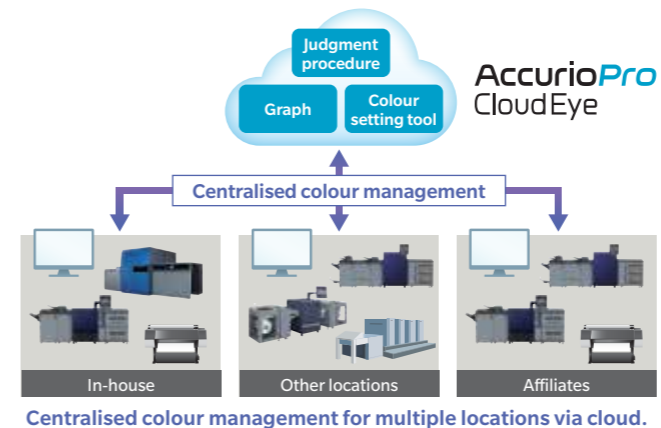 Judgment
procedure
Graph
Colour
setting tool
AccurioPro
CloudEye
Centralised colour management
In-house
Other locations
Affiliates
Centralised colour management for multiple locations via cloud.